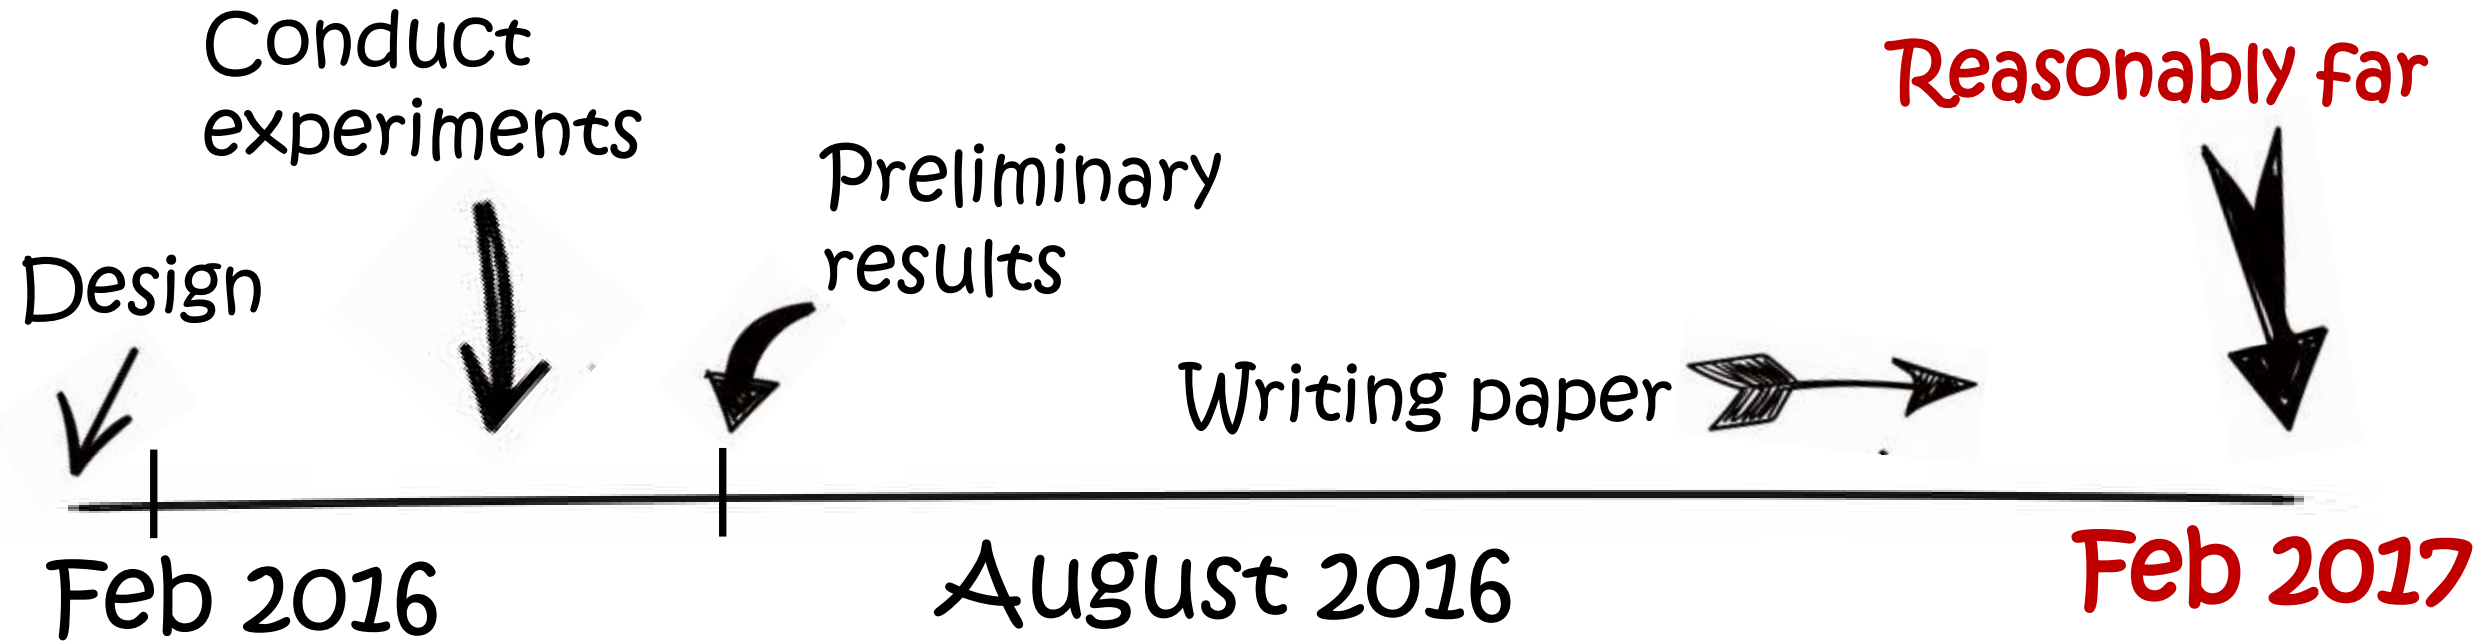 Conduct
experiments
Reasonably far
Preliminary
results
Design
Writing paper
Feb 2016
August 2016
Feb 2017